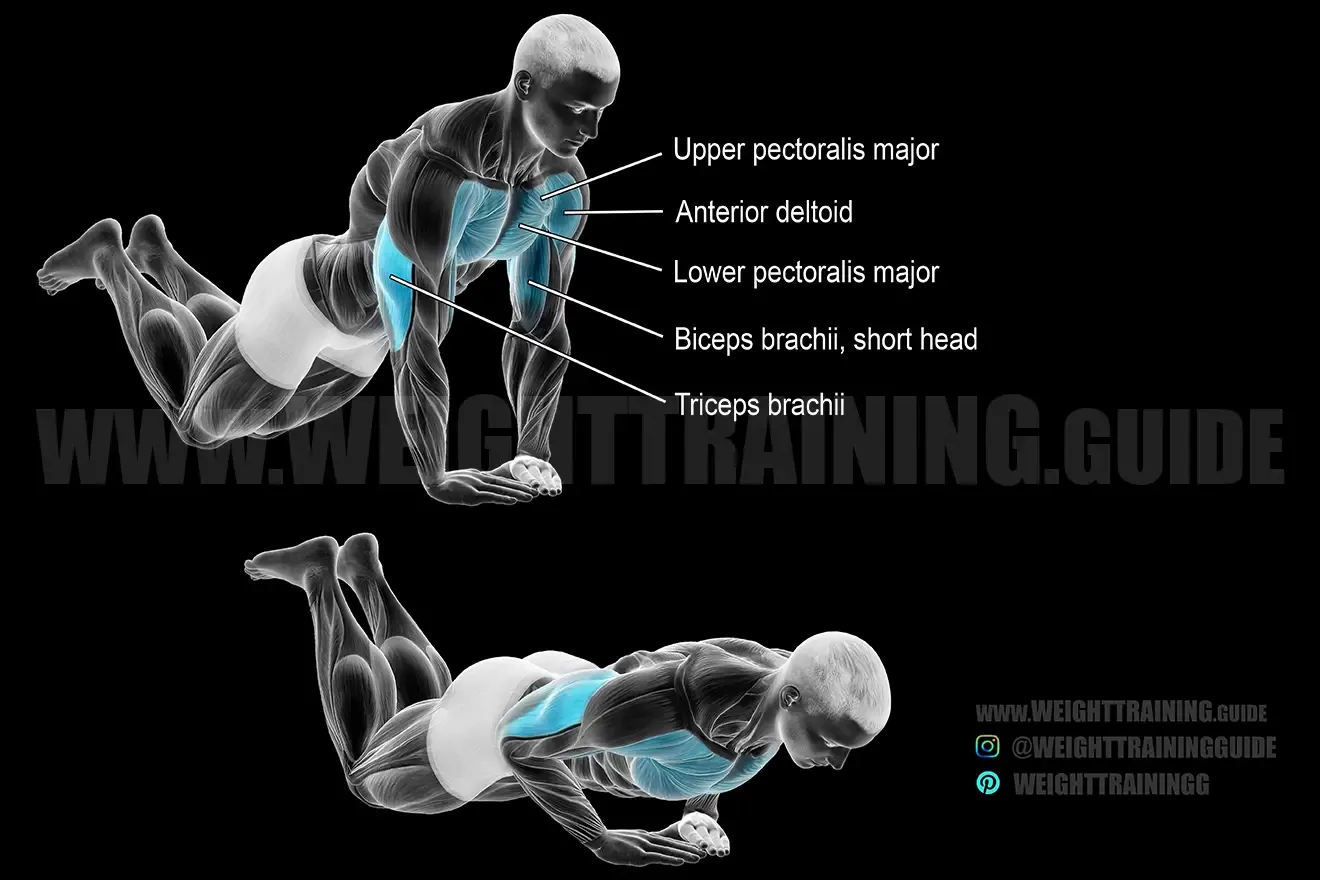 Upper pectoralis major
Anterior deltoid
Lower pectoralis major
Biceps brachii, short head
Triceps brachii
WWW.WEIGHTTRAINING.GUIDE
WWW.WEIGHTTRAINING.GUIDE
@WEIGHTTRAININGGUIDE
WEIGHTTRAININGG